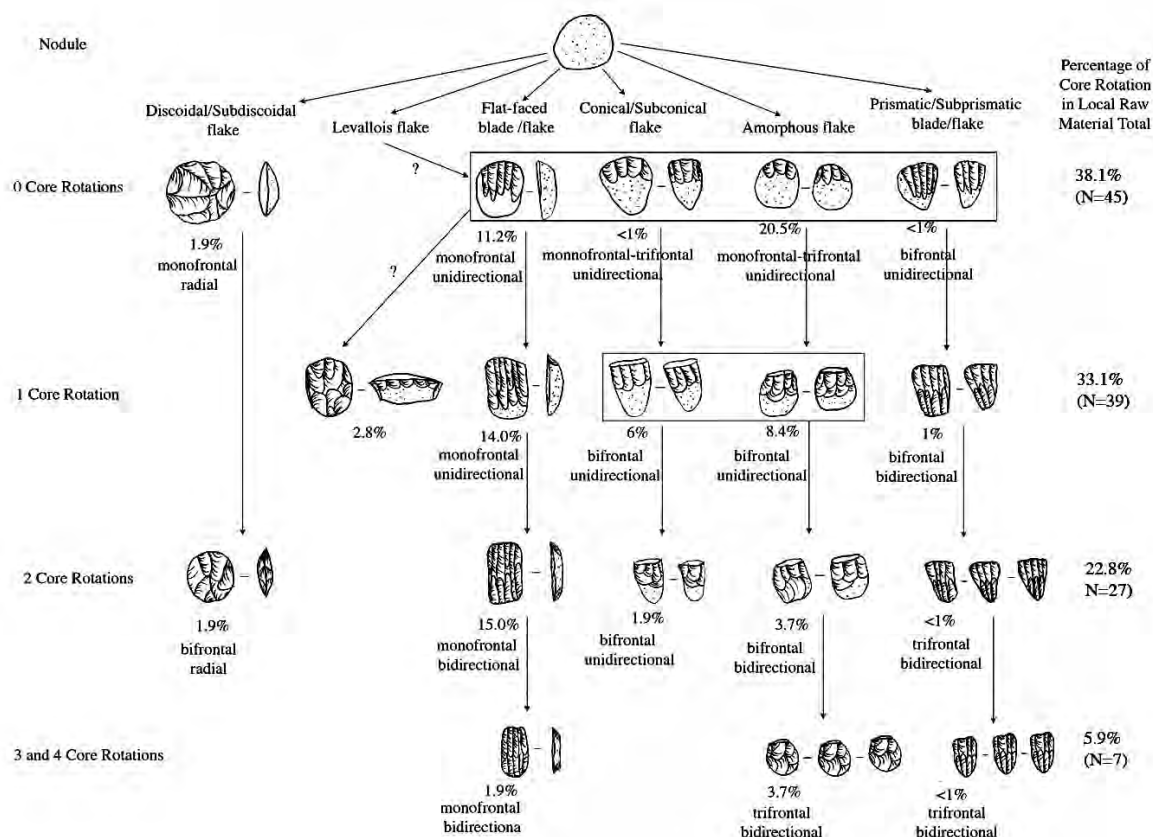 Nodule
Percentage of
Core Rotation
in Local Raw
Material Total
Discoidal/Subdiscoidal
flake
Levallois flake
Flat-faced
blade /flake
Conical/Subconical
flake
Amorphous flake
Prismatic/Subprismatic
blade/flake
0 Core Rotations
?
38.1%
(N=45)
1.9%
monofrontal
radial
11.2%
monofrontal
unidirectional
<1%
monnofrontal-trifrontal
unidirectional
20.5%
monofrontal-trifrontal
unidirectional
<1%
bifrontal
unidirectional
?
1 Core Rotation
33.1%
(N=39)
2.8%
14.0%
monofrontal
unidirectional
6%
bifrontal
unidirectional
8.4%
bifrontal
unidirectional
1%
bifrontal
bidirectional
2 Core Rotations
22.8%
N=27)
1.9%
bifrontal
radial
15.0%
monofrontal
bidirectional
1.9%
bifrontal
unidirectional
3.7%
bifrontal
bidirectional
<1%
trifrontal
bidirectional
3 and 4 Core Rotations
5.9%
(N=7)
1.9%
monofrontal
bidirectiona
3.7%
trifrontal
bidirectional
<1%
trifrontal
bidirectional